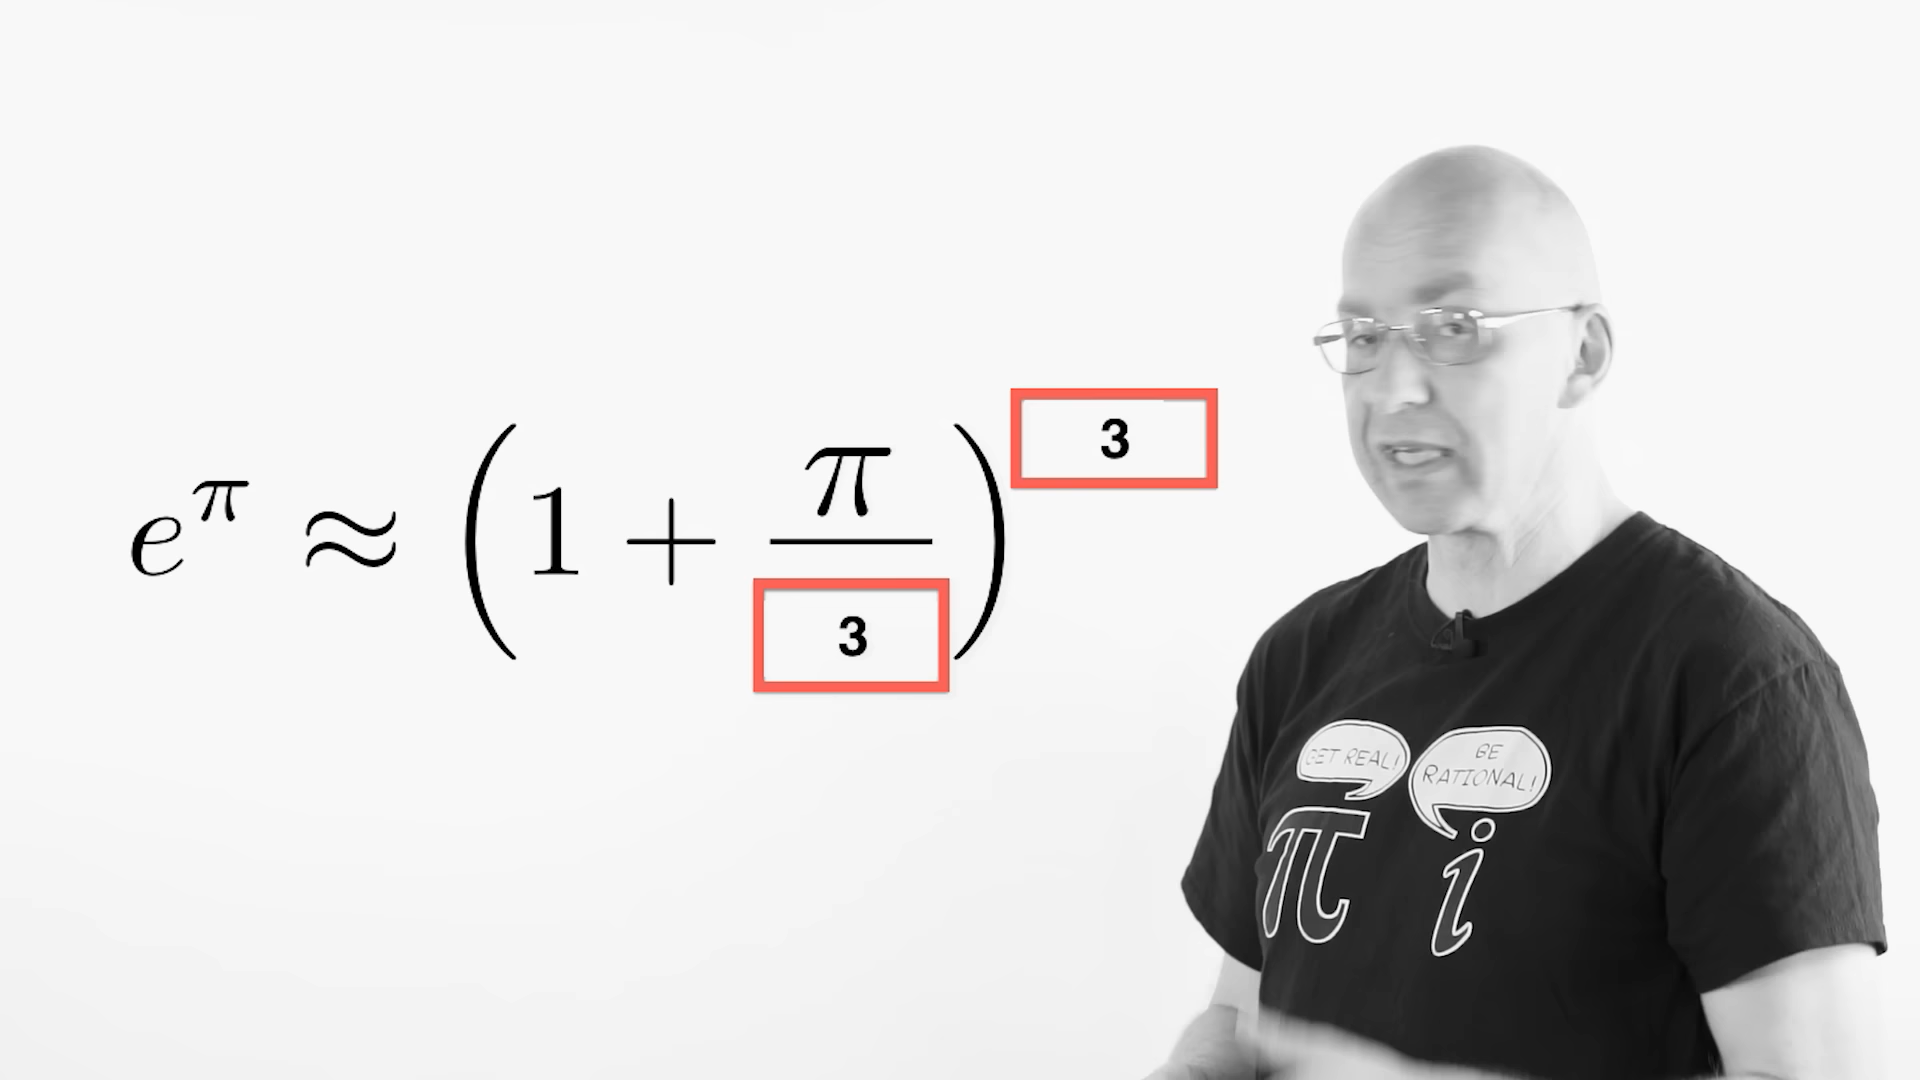 e^π ≈ (1 + π/3)^3
GET REAL!
BE
RATIONAL!
π i